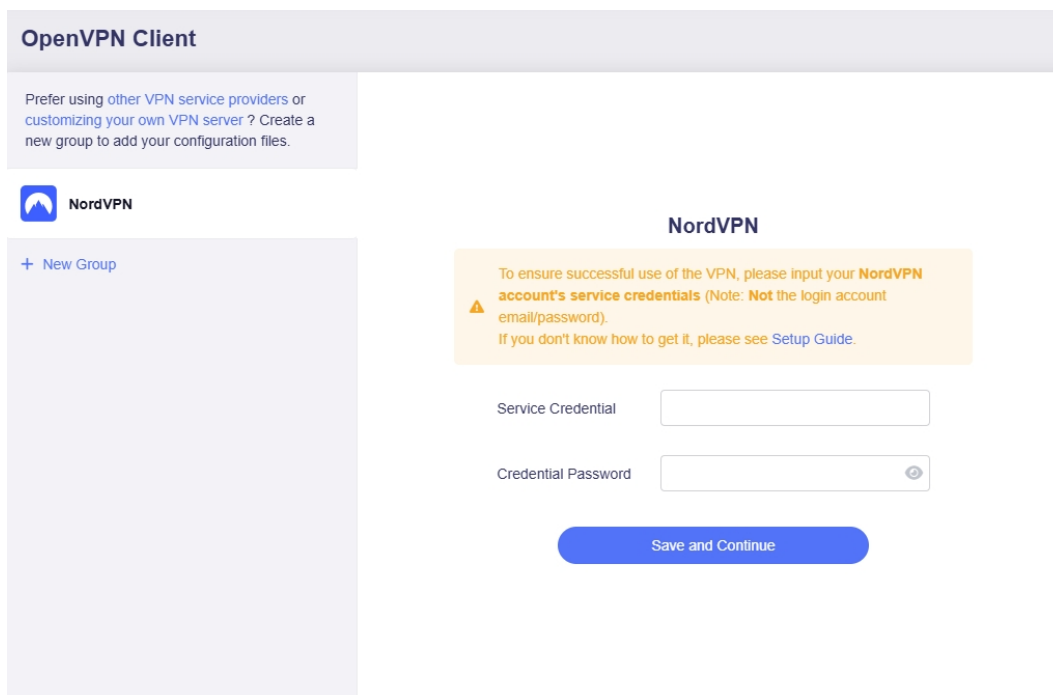 OpenVPN Client
Prefer using other VPN service providers or
customizing your own VPN server ? Create a
new group to add your configuration files.
NordVPN
+ New Group
NordVPN
To ensure successful use of the VPN, please input your NordVPN
account's service credentials (Note: Not the login account
email/password).
If you don't know how to get it, please see Setup Guide.
Service Credential
Credential Password
Save and Continue